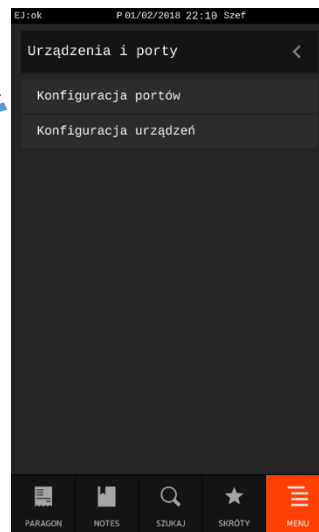 EJ:ok P 01/02/2018 22:10 Szef
Urządzenia i porty
Konfiguracja portów
Konfiguracja urządzeń
PARAGON NOTES SZUKAJ SKRÓTY MENU